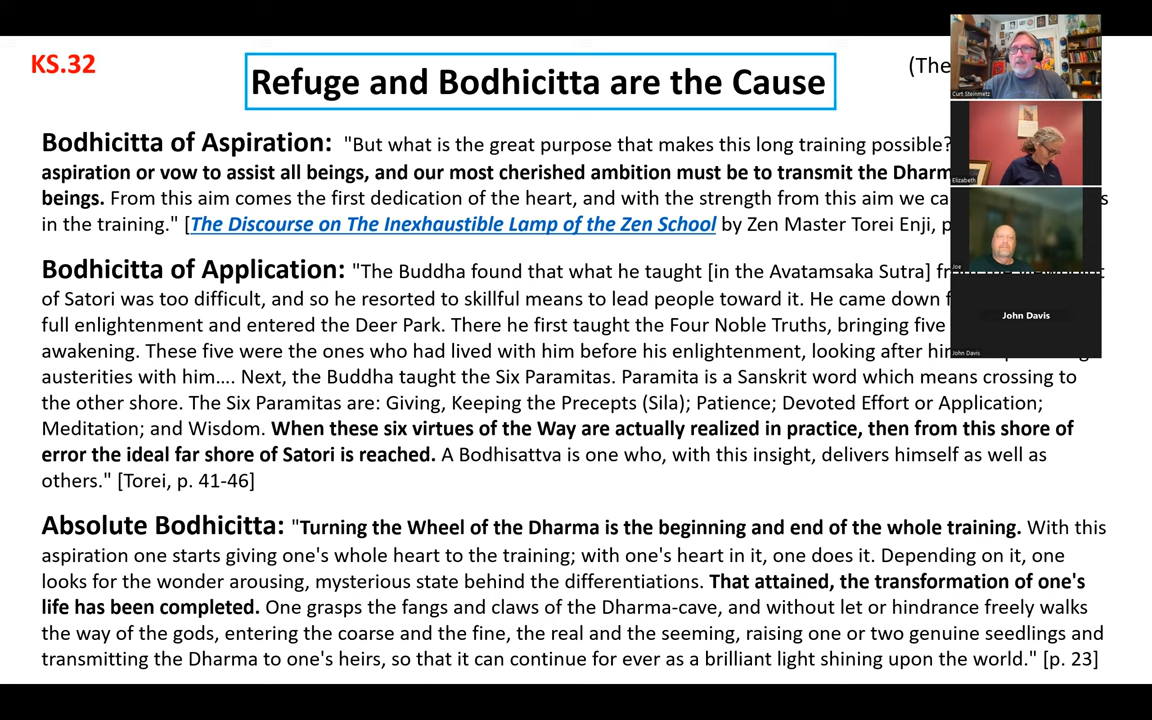 KS.32
Refuge and Bodhicitta are the Cause
(The
Bodhicitta of Aspiration: "But what is the great purpose that makes this long training possible?
aspiration or vow to assist all beings, and our most cherished ambition must be to transmit the Dharm
beings. From this aim comes the first dedication of the heart, and with the strength from this aim we ca
in the training." [The Discourse on The Inexhaustible Lamp of the Zen School by Zen Master Torei Enji, p
Bodhicitta of Application: "The Buddha found that what he taught [in the Avatamsaka Sutra]
of Satori was too difficult, and so he resorted to skillful means to lead people toward it. He came down
full enlightenment and entered the Deer Park. There he first taught the Four Noble Truths, bringing five
awakening. These five were the ones who had lived with him before his enlightenment, looking after
austerities with him.... Next, the Buddha taught the Six Paramitas. Paramita is a Sanskrit word which means crossing to
the other shore. The Six Paramitas are: Giving, Keeping the Precepts (Sila); Patience; Devoted Effort or Application;
Meditation; and Wisdom. When these six virtues of the Way are actually realized in practice, then from this shore of
error the ideal far shore of Satori is reached. A Bodhisattva is one who, with this insight, delivers himself as well as
others." [Torei, p. 41-46]
Absolute Bodhicitta: "Turning the Wheel of the Dharma is the beginning and end of the whole training. With this
aspiration one starts giving one's whole heart to the training; with one's heart in it, one does it. Depending on it, one
looks for the wonder arousing, mysterious state behind the differentiations. That attained, the transformation of one's
life has been completed. One grasps the fangs and claws of the Dharma-cave, and without let or hindrance freely walks
the way of the gods, entering the coarse and the fine, the real and the seeming, raising one or two genuine seedlings and
transmitting the Dharma to one's heirs, so that it can continue for ever as a brilliant light shining upon the world." [p. 23]
Curt Steinmetz
Elizabeth
Joe
John Davis
John Davis